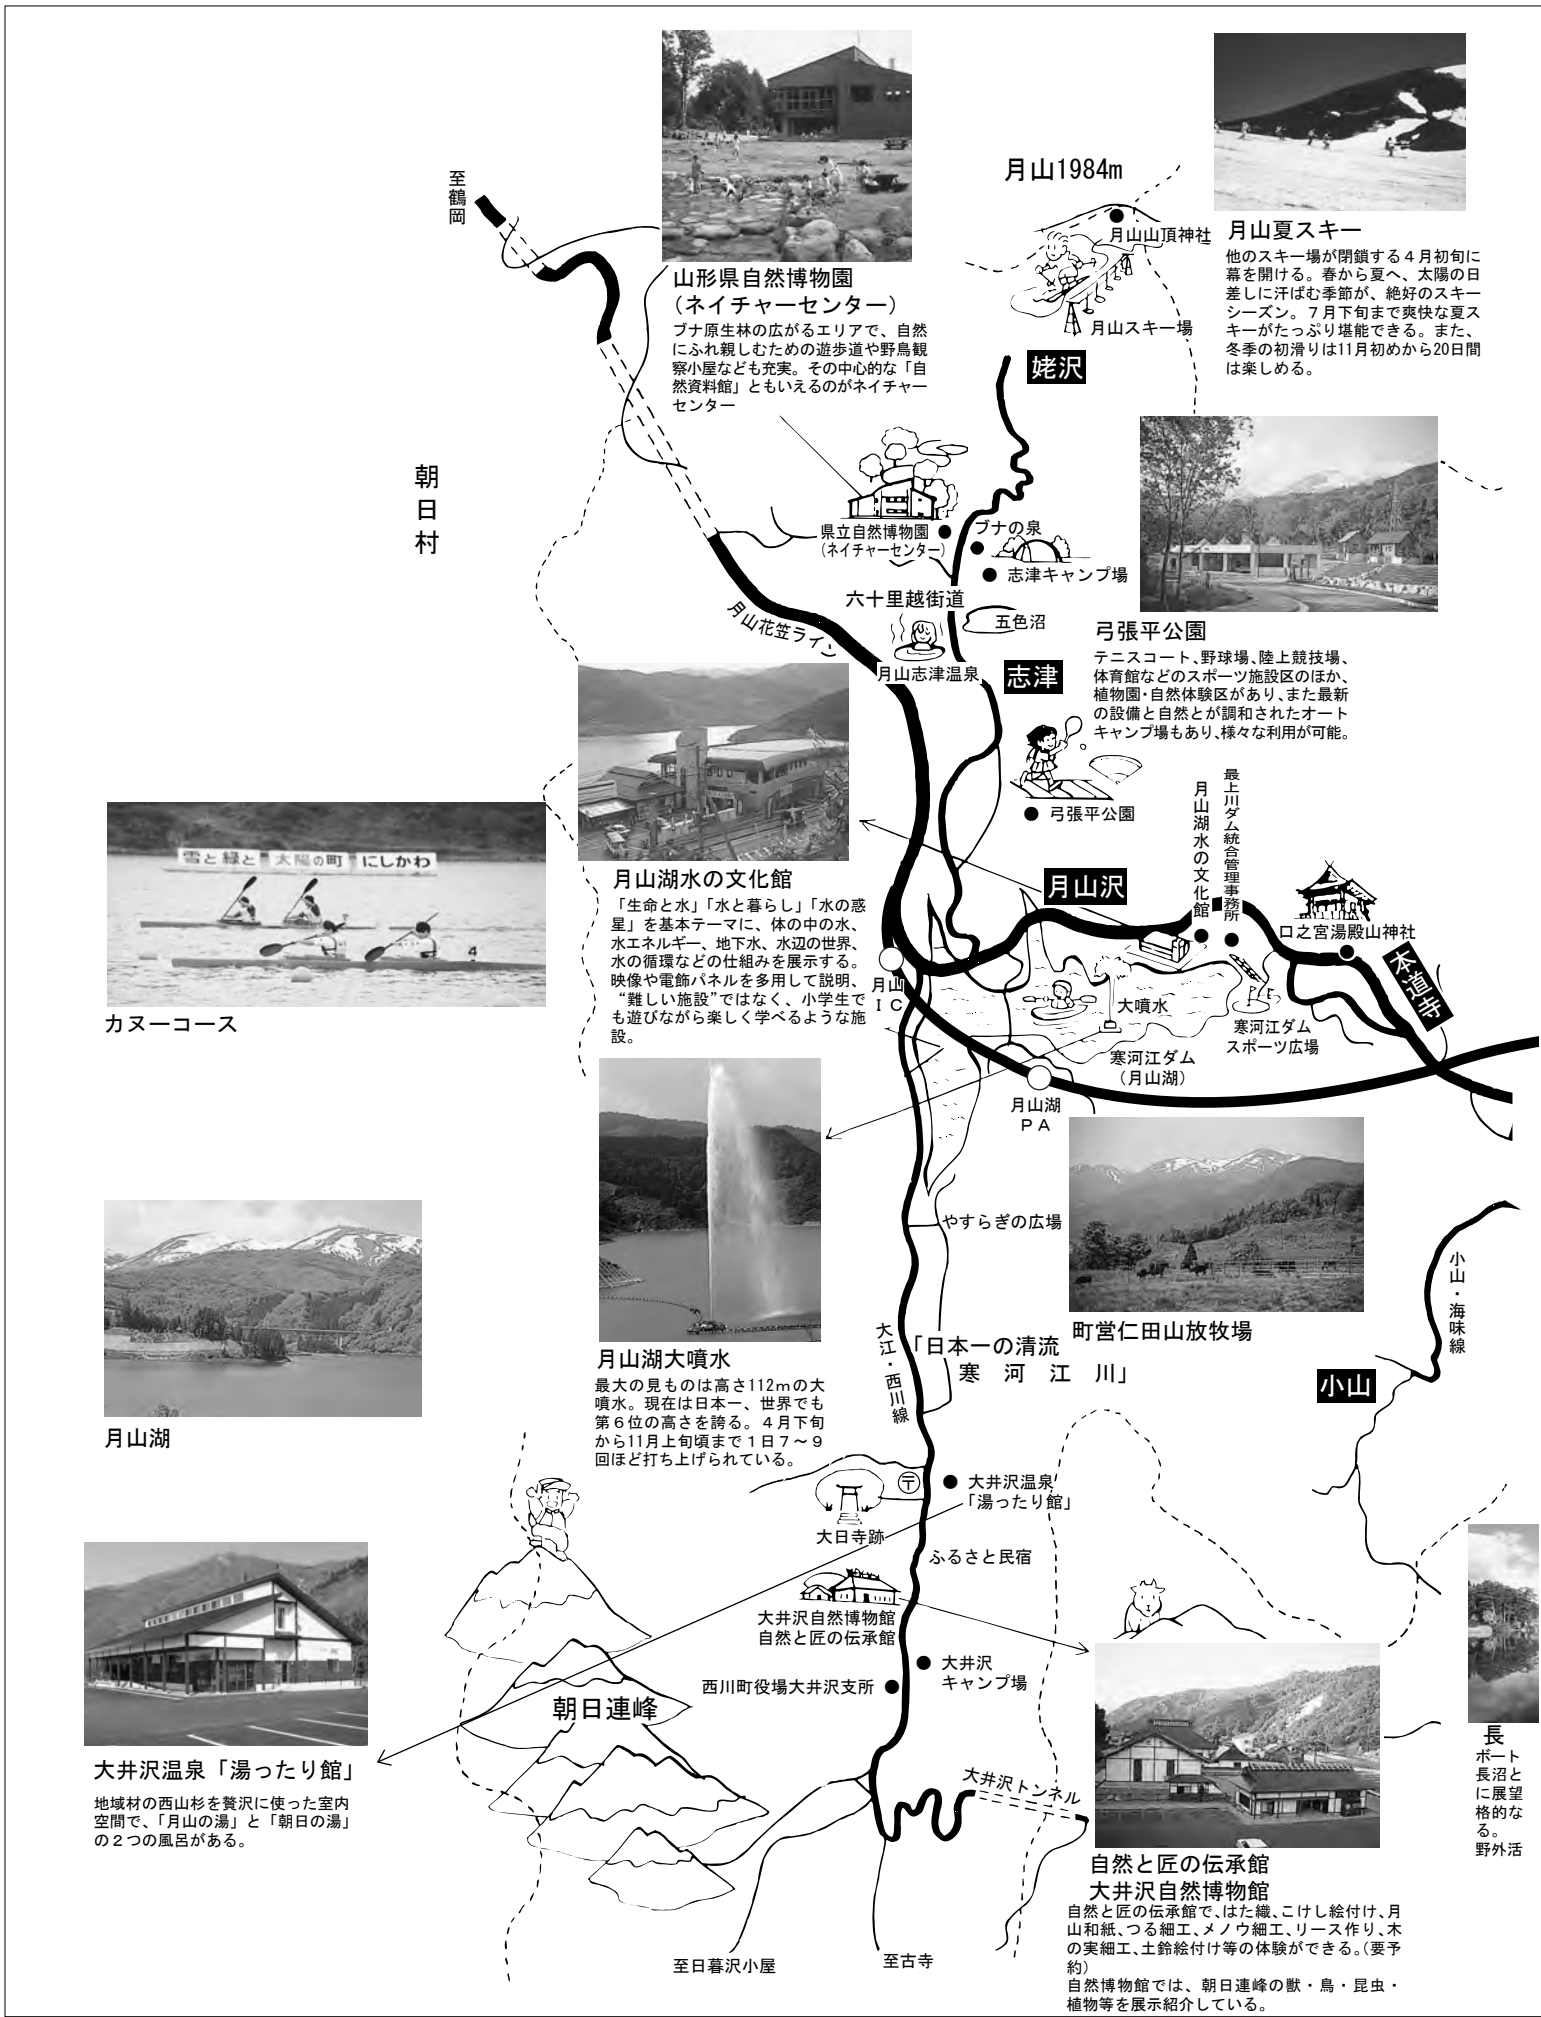 月山1984m
月山山頂神社
月山スキー場
月山夏スキー
他のスキー場が閉鎖する４月初旬に
幕を開ける。春から夏へ、太陽の日
差しに汗ばむ季節が、絶好のスキー
シーズン。７月下旬まで爽快な夏ス
キーがたっぷり堪能できる。また、
冬季の初滑りは11月初めから20日間
は楽しめる。
至鶴岡
山形県自然博物園
（ネイチャーセンター）
ブナ原生林の広がるエリアで、自然
にふれ親しむための遊歩道や野鳥観
察小屋なども充実。その中心的な「自
然資料館」ともいえるのがネイチャー
センター
姥沢
朝日村
県立自然博物園
（ネイチャーセンター）
ブナの泉
志津キャンプ場
六十里越街道
五色沼
月山花笠ライン
月山志津温泉
志津
弓張平公園
テニスコート、野球場、陸上競技場、
体育館などのスポーツ施設区のほか、
植物園・自然体験区があり、また最新
の設備と自然とが調和されたオート
キャンプ場もあり、様々な利用が可能。
弓張平公園
最上川ダム統合管理事務所
月山湖水の文化館
月山沢
口之宮湯殿山神社
本道寺
雪と緑と 太陽の町 にしかわ
4
カヌーコース
月山湖水の文化館
「生命と水」「水と暮らし」「水の惑
星」を基本テーマに、体の中の水、
水エネルギー、地下水、水辺の世界、
水の循環などの仕組みを展示する。
映像や電飾パネルを多用して説明、
“難しい施設”ではなく、小学生で
も遊びながら楽しく学べるような施
設。
月山
ＩＣ
大噴水
寒河江ダム
スポーツ広場
寒河江ダム
（月山湖）
月山湖
ＰＡ
やすらぎの広場
町営仁田山放牧場
小山・海味線
小山
月山湖
月山湖大噴水
最大の見ものは高さ112ｍの大
噴水。現在は日本一、世界でも
第６位の高さを誇る。４月下旬
から11月上旬頃まで１日７～９
回ほど打ち上げられている。
大江・西川線
「日本一の清流
寒河江川」
〒
大井沢温泉
「湯ったり館」
大日寺跡
ふるさと民宿
大井沢自然博物館
自然と匠の伝承館
大井沢
キャンプ場
西川町役場大井沢支所
朝日連峰
大井沢温泉「湯ったり館」
地域材の西山杉を贅沢に使った室内
空間で、「月山の湯」と「朝日の湯」
の２つの風呂がある。
大井沢トンネル
至日暮沢小屋
至古寺
自然と匠の伝承館
大井沢自然博物館
自然と匠の伝承館で、はた織、こけし絵付け、月
山和紙、つる細工、メノウ細工、リース作り、木
の実細工、土鈴絵付け等の体験ができる。（要予
約）
自然博物館では、朝日連峰の獣・鳥・昆虫・
植物等を展示紹介している。
長
ボート
長沼と
に展望
格的な
る。
野外活